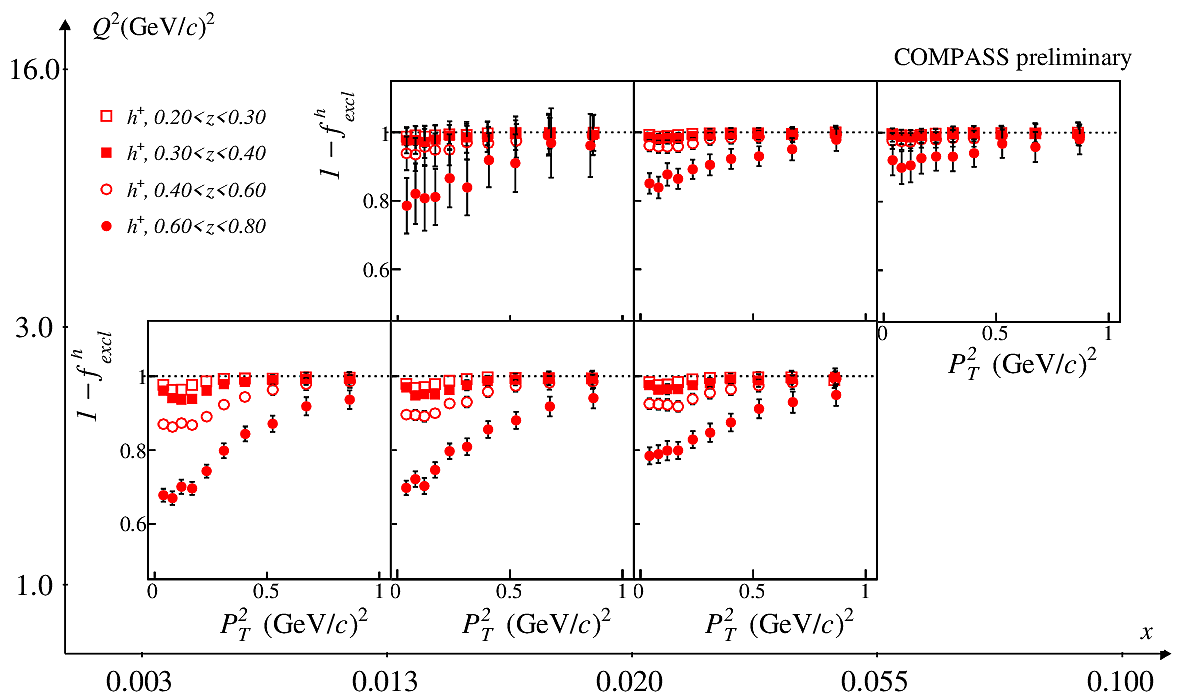 Q²(GeV/c)²
16.0
COMPASS preliminary
h⁺, 0.20<z<0.30
h⁺, 0.30<z<0.40
h⁺, 0.40<z<0.60
h⁺, 0.60<z<0.80
1 − f^h_excl
1
0.8
0.6
3.0
0 0.5 1
P_T² (GeV/c)²
1 − f^h_excl
1
0.8
0.6
1.0
0 0.5 1 0 0.5 1 0 0.5 1
P_T² (GeV/c)² P_T² (GeV/c)² P_T² (GeV/c)²
x
0.003 0.013 0.020 0.055 0.100